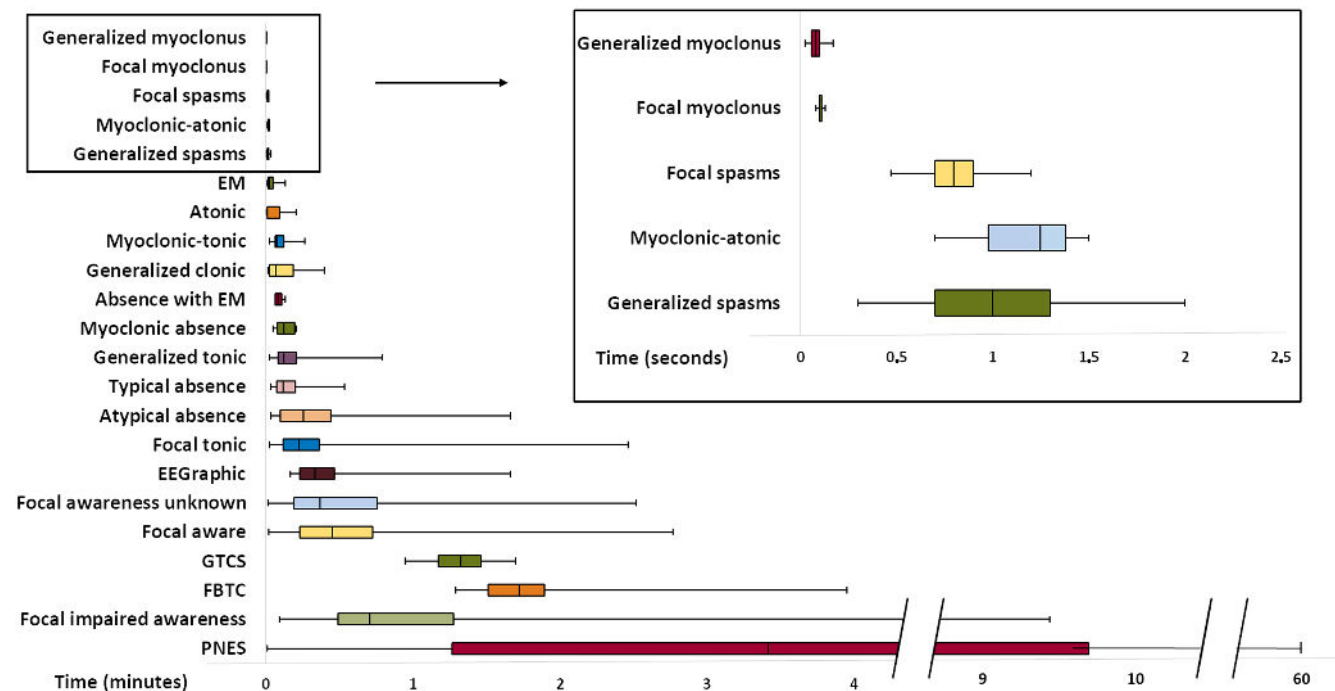 Generalized myoclonus
Focal myoclonus
Focal spasms
Myoclonic-atonic
Generalized spasms
EM
Atonic
Myoclonic-tonic
Generalized clonic
Absence with EM
Myoclonic absence
Generalized tonic
Typical absence
Atypical absence
Focal tonic
EEGraphic
Focal awareness unknown
Focal aware
GTCS
FBTC
Focal impaired awareness
PNES
Time (minutes) 0 1 2 3 4 9 10 60
Generalized myoclonus
Focal myoclonus
Focal spasms
Myoclonic-atonic
Generalized spasms
Time (seconds) 0 0.5 1 1.5 2 2.5